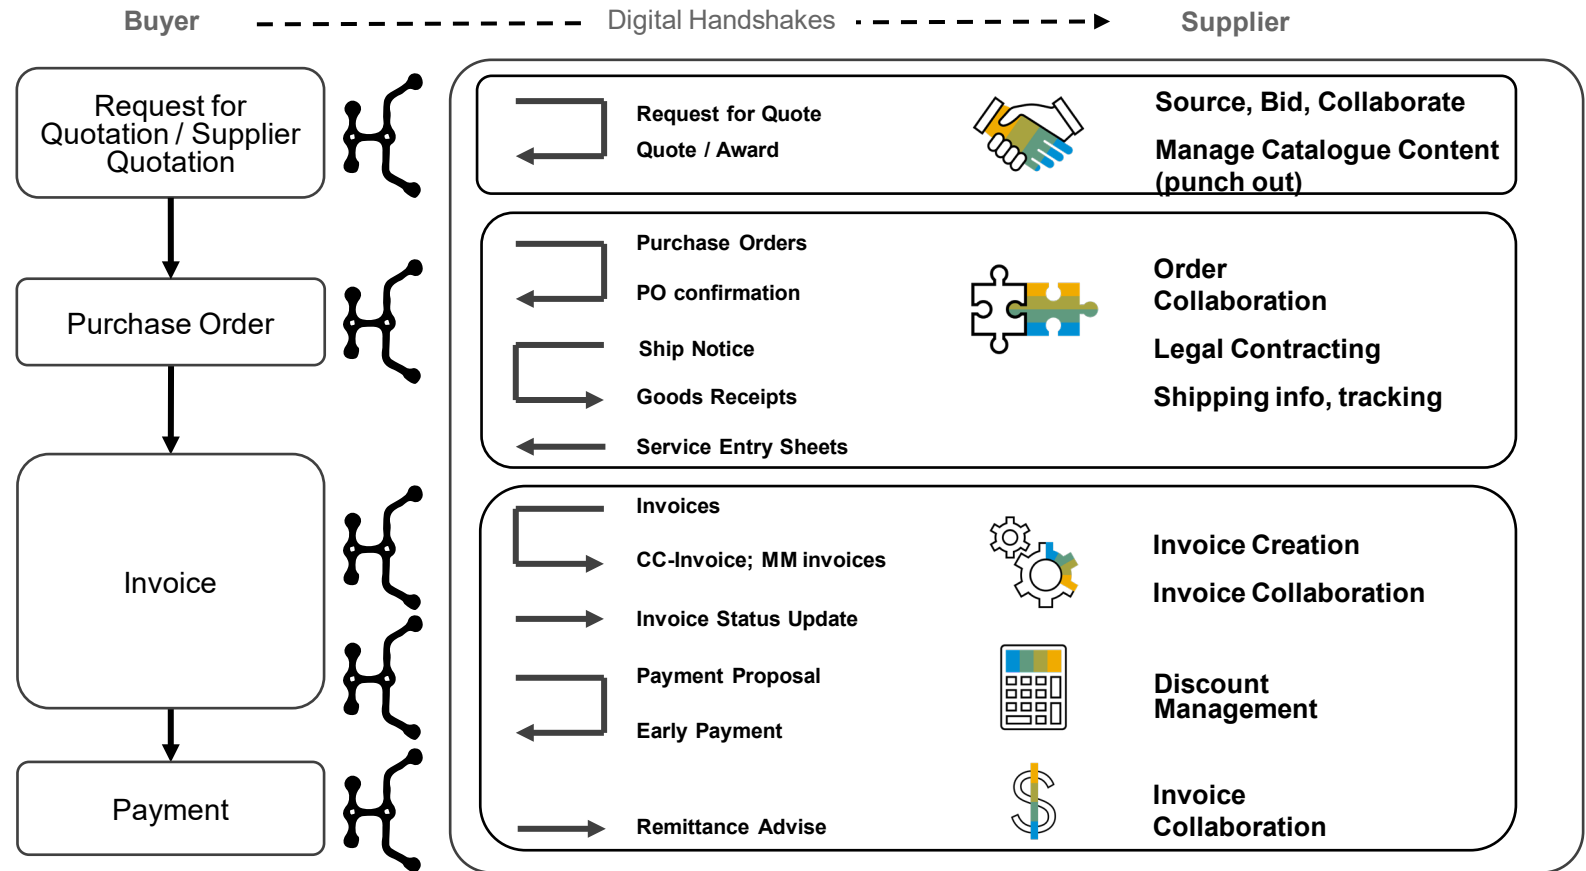 Buyer
Digital Handshakes
Supplier
Request for
Quotation / Supplier
Quotation
Purchase Order
Invoice
Payment
Request for Quote
Quote / Award
Source, Bid, Collaborate
Manage Catalogue Content
(punch out)
Purchase Orders
PO confirmation
Ship Notice
Goods Receipts
Service Entry Sheets
Order
Collaboration
Legal Contracting
Shipping info, tracking
Invoices
CC-Invoice; MM invoices
Invoice Status Update
Payment Proposal
Early Payment
Remittance Advise
Invoice Creation
Invoice Collaboration
Discount
Management
Invoice
Collaboration